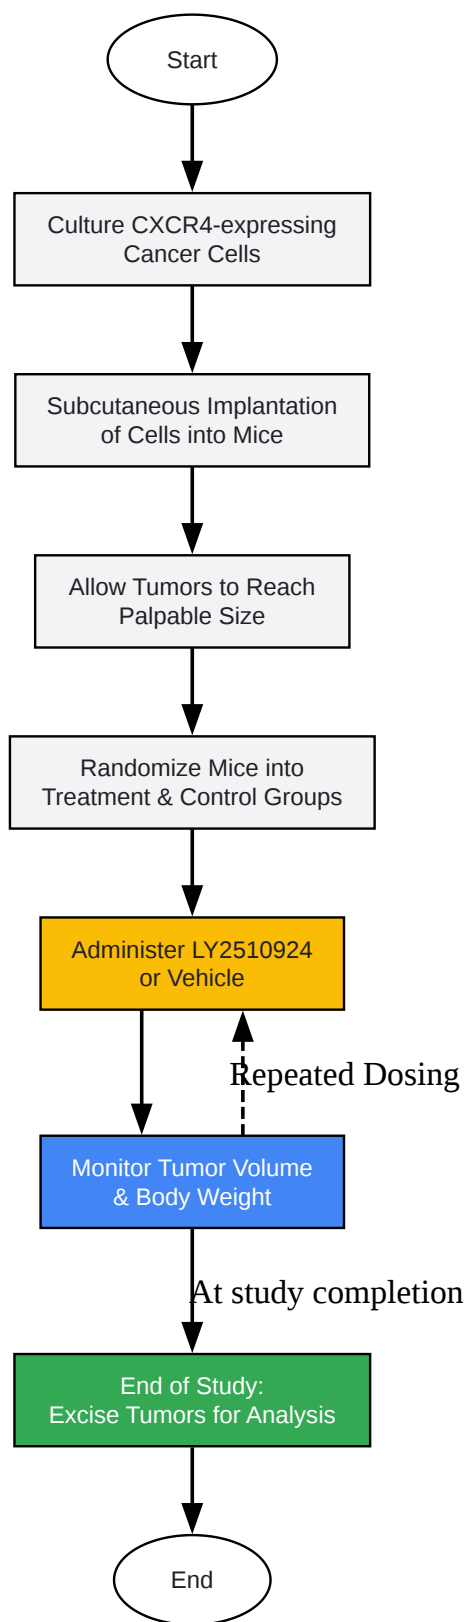 Start
Culture CXCR4-expressing
Cancer Cells
Subcutaneous Implantation
of Cells into Mice
Allow Tumors to Reach
Palpable Size
Randomize Mice into
Treatment & Control Groups
Administer LY2510924
or Vehicle
Repeated Dosing
Monitor Tumor Volume
& Body Weight
At study completion
End of Study:
Excise Tumors for Analysis
End